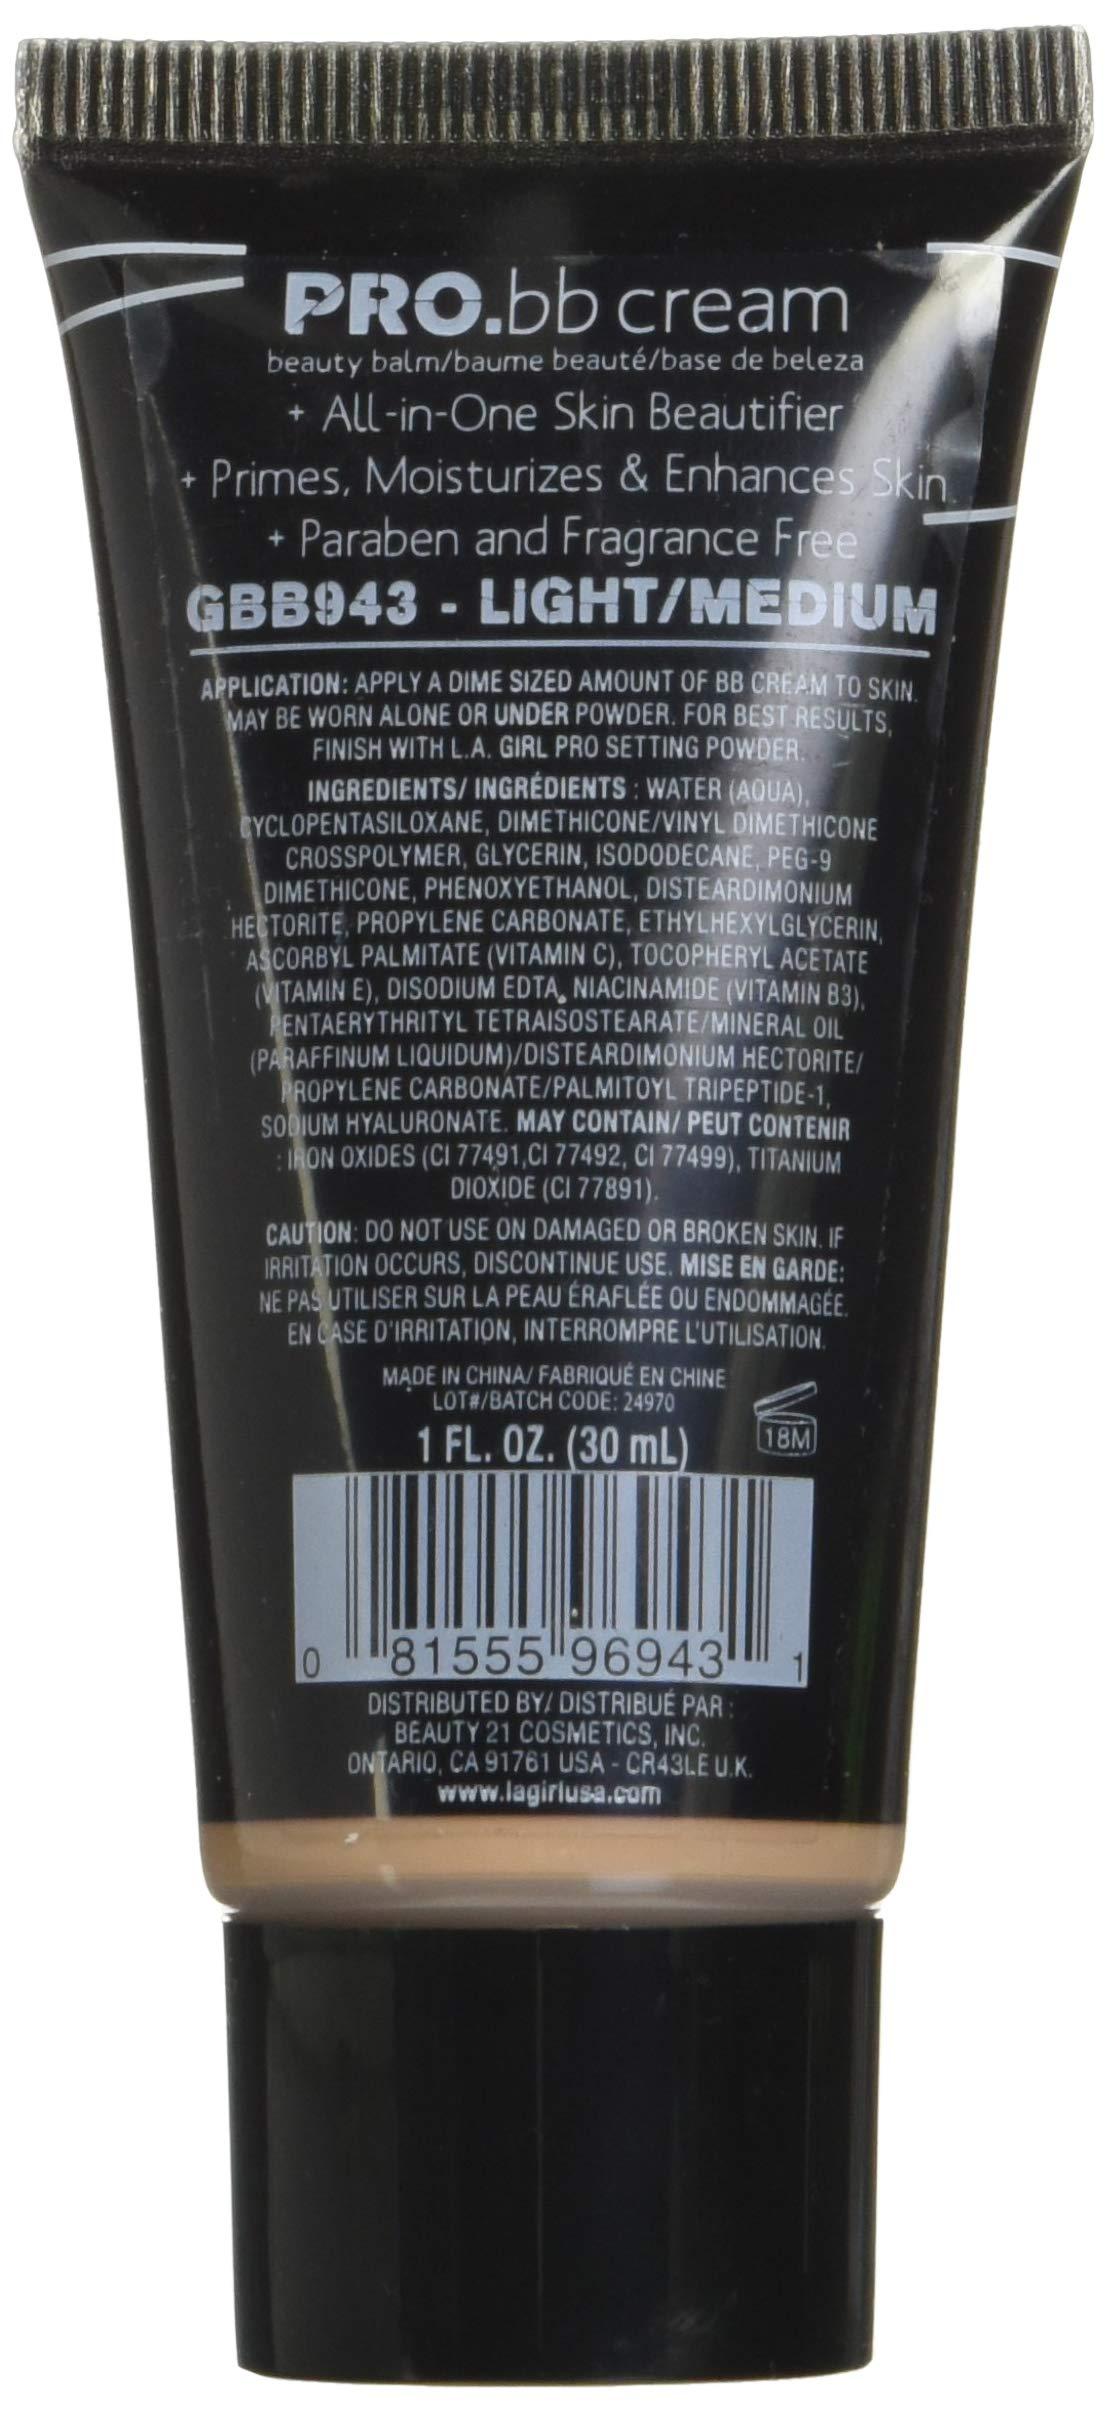 PRO.bb cream
beauty balm/baume beauté/base de beleza
+ All-in-One Skin Beautifier
+ Primes, Moisturizes & Enhances Skin
+ Paraben and Fragrance Free
GBB943 - LIGHT/MEDIUM
APPLICATION: APPLY A DIME SIZED AMOUNT OF BB CREAM TO SKIN.
MAY BE WORN ALONE OR UNDER POWDER. FOR BEST RESULTS,
FINISH WITH L.A. GIRL PRO SETTING POWDER.
INGREDIENTS/ INGRÉDIENTS : WATER (AQUA),
CYCLOPENTASILOXANE, DIMETHICONE/VINYL DIMETHICONE
CROSSPOLYMER, GLYCERIN, ISODODECANE, PEG-9
DIMETHICONE, PHENOXYETHANOL, DISTEARDIMONIUM
HECTORITE, PROPYLENE CARBONATE, ETHYLHEXYLGLYCERIN,
ASCORBYL PALMITATE (VITAMIN C), TOCOPHERYL ACETATE
(VITAMIN E), DISODIUM EDTA, NIACINAMIDE (VITAMIN B3),
PENTAERYTHRITYL TETRAISOSTEARATE/MINERAL OIL
(PARAFFINUM LIQUIDUM)/DISTEARDIMONIUM HECTORITE/
PROPYLENE CARBONATE/PALMITOYL TRIPEPTIDE-1,
SODIUM HYALURONATE. MAY CONTAIN/ PEUT CONTENIR
: IRON OXIDES (CI 77491,CI 77492, CI 77499), TITANIUM
DIOXIDE (CI 77891).
CAUTION: DO NOT USE ON DAMAGED OR BROKEN SKIN. IF
IRRITATION OCCURS, DISCONTINUE USE. MISE EN GARDE:
NE PAS UTILISER SUR LA PEAU ÉRAFLÉE OU ENDOMMAGÉE.
EN CASE D'IRRITATION, INTERROMPRE L'UTILISATION.
MADE IN CHINA/ FABRIQUÉ EN CHINE
LOT#/BATCH CODE: 24970
1 FL. OZ. (30 mL)
18M
0 81555 96943 1
DISTRIBUTED BY/ DISTRIBUÉ PAR :
BEAUTY 21 COSMETICS, INC.
ONTARIO, CA 91761 USA - CR43LE U.K.
www.lagirlusa.com